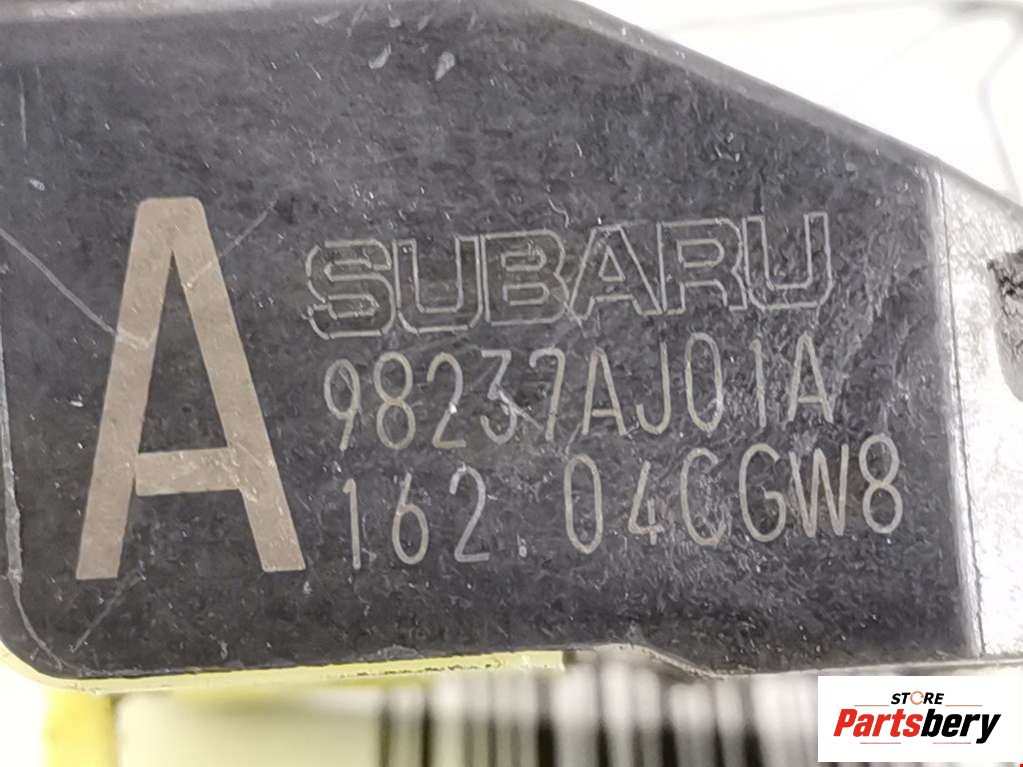 A
SUBARU
98237AJ01A
162.04CGW8
STORE
Partsbery